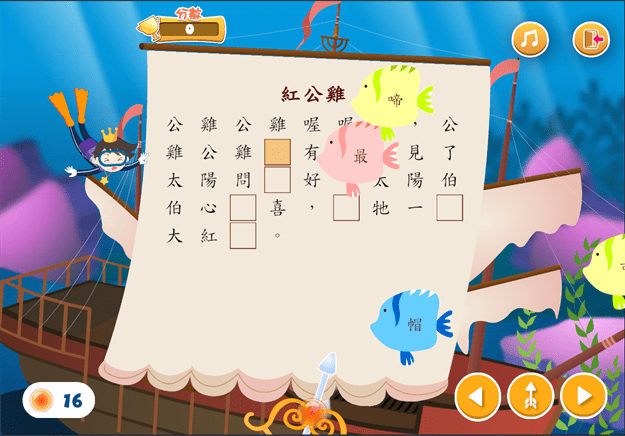 分數
0
紅公雞
公雞公雞喔喔，公
雞公雞有見了
太陽問好太陽伯
伯心喜，牠一
大紅。
啼
最
帽
16